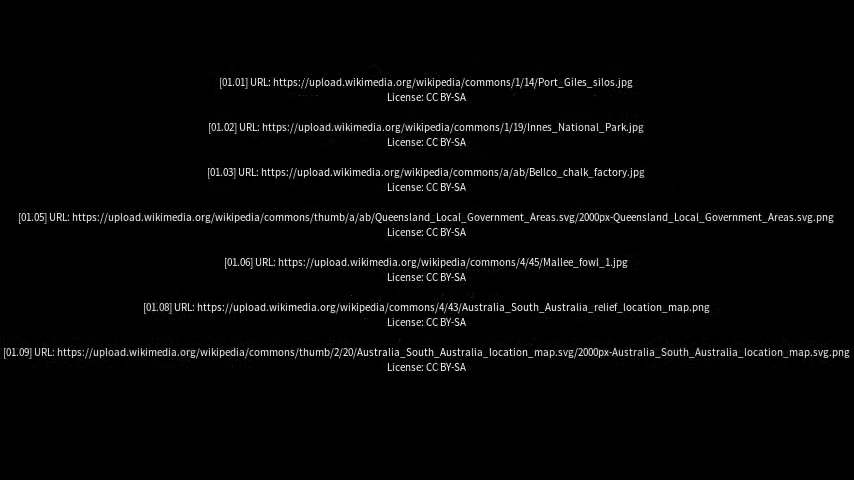 [01.01] URL: https://upload.wikimedia.org/wikipedia/commons/1/14/Port_Giles_silos.jpg
License: CC BY-SA
[01.02] URL: https://upload.wikimedia.org/wikipedia/commons/1/19/Innes_National_Park.jpg
License: CC BY-SA
[01.03] URL: https://upload.wikimedia.org/wikipedia/commons/a/ab/Bellco_chalk_factory.jpg
License: CC BY-SA
[01.05] URL: https://upload.wikimedia.org/wikipedia/commons/thumb/a/ab/Queensland_Local_Government_Areas.svg/2000px-Queensland_Local_Government_Areas.svg.png
License: CC BY-SA
[01.06] URL: https://upload.wikimedia.org/wikipedia/commons/4/45/Mallee_fowl_1.jpg
License: CC BY-SA
[01.08] URL: https://upload.wikimedia.org/wikipedia/commons/4/43/Australia_South_Australia_relief_location_map.png
License: CC BY-SA
[01.09] URL: https://upload.wikimedia.org/wikipedia/commons/thumb/2/20/Australia_South_Australia_location_map.svg/2000px-Australia_South_Australia_location_map.svg.png
License: CC BY-SA